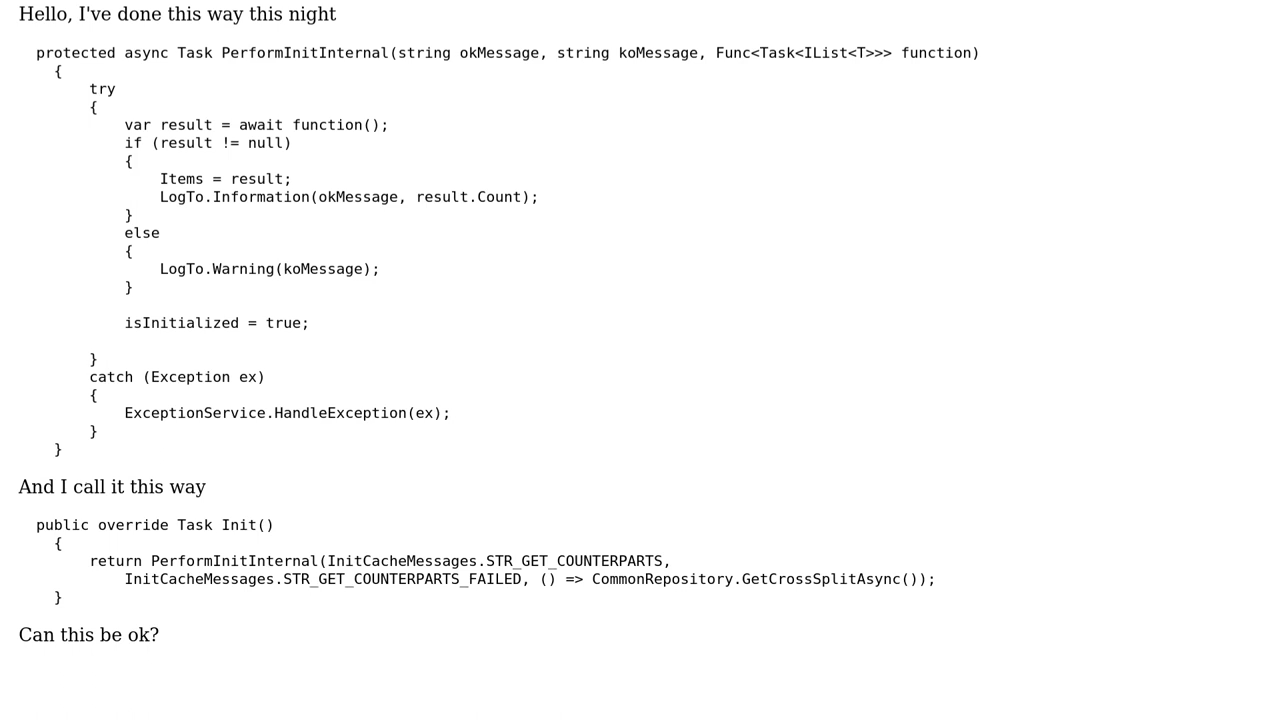 Hello, I've done this way this night
protected async Task PerformInitInternal(string okMessage, string koMessage, Func<Task<IList<T>>> function)
{
try
{
var result = await function();
if (result != null)
{
Items = result;
LogTo.Information(okMessage, result.Count);
}
else
{
LogTo.Warning(koMessage);
}
isInitialized = true;
}
catch (Exception ex)
{
ExceptionService.HandleException(ex);
}
}
And I call it this way
public override Task Init()
{
return PerformInitInternal(InitCacheMessages.STR_GET_COUNTERPARTS,
InitCacheMessages.STR_GET_COUNTERPARTS_FAILED, () => CommonRepository.GetCrossSplitAsync());
}
Can this be ok?